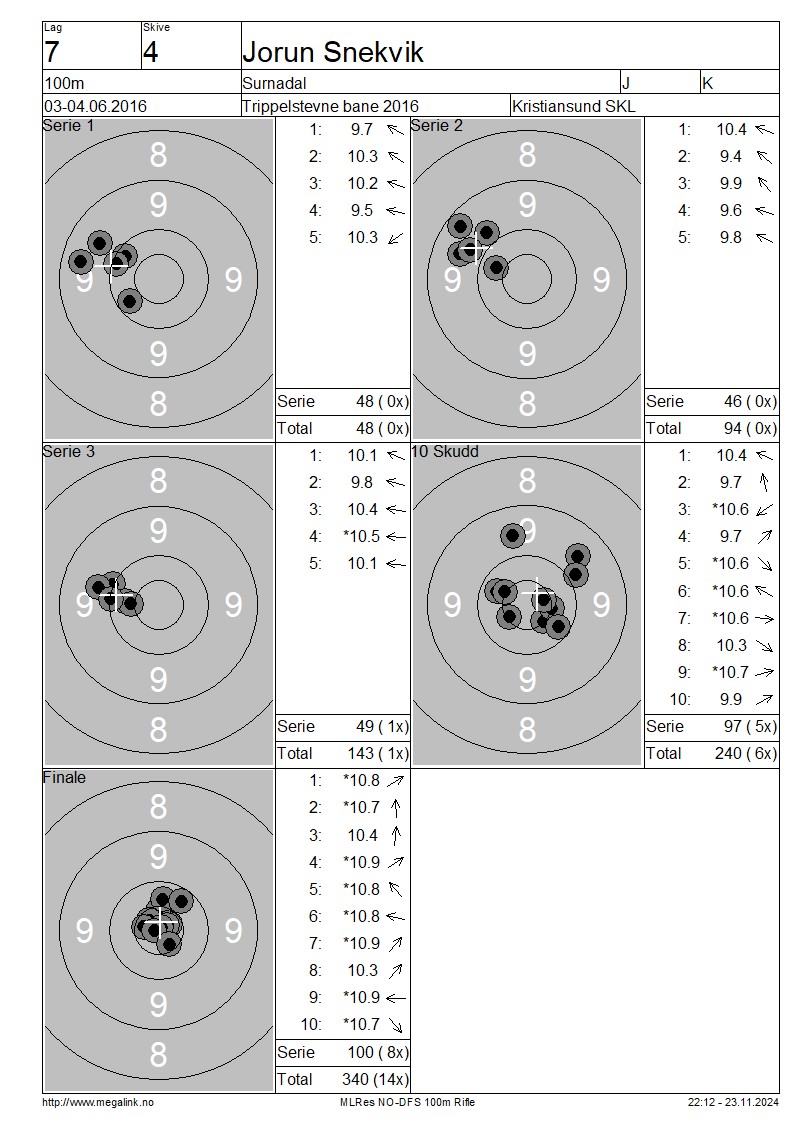 Lag
Skive
7
4
Jorun Snekvik
100m
Surnadal
J
K
03-04.06.2016
Trippelstevne bane 2016
Kristiansund SKL
Serie 1
8
9
9 9
9
8
1: 9.7
2: 10.3
3: 10.2
4: 9.5
5: 10.3
Serie 48 ( 0x)
Total 48 ( 0x)
Serie 2
8
9
9 9
9
8
1: 10.4
2: 9.4
3: 9.9
4: 9.6
5: 9.8
Serie 46 ( 0x)
Total 94 ( 0x)
Serie 3
8
9
9 9
9
8
1: 10.1
2: 9.8
3: 10.4
4: *10.5
5: 10.1
Serie 49 ( 1x)
Total 143 ( 1x)
10 Skudd
8
9
9 9
9
8
1: 10.4
2: 9.7
3: *10.6
4: 9.7
5: *10.6
6: *10.6
7: *10.6
8: 10.3
9: *10.7
10: 9.9
Serie 97 ( 5x)
Total 240 ( 6x)
Finale
8
9
9 9
9
8
1: *10.8
2: *10.7
3: 10.4
4: *10.9
5: *10.8
6: *10.8
7: *10.9
8: 10.3
9: *10.9
10: *10.7
Serie 100 ( 8x)
Total 340 (14x)
http://www.megalink.no
MLRes NO-DFS 100m Rifle
22:12 - 23.11.2024